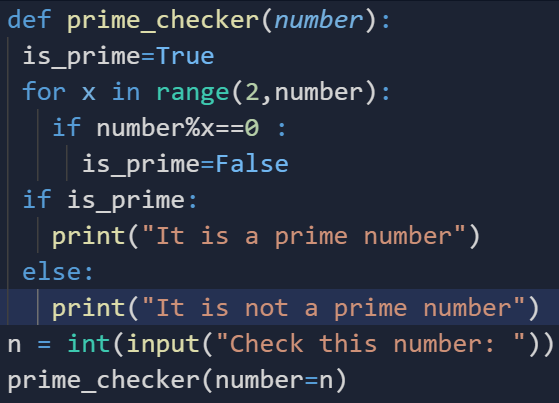 def prime_checker(number):
 is_prime=True
 for x in range(2,number):
   if number%x==0 :
     is_prime=False
 if is_prime:
   print("It is a prime number")
 else:
   print("It is not a prime number")
n = int(input("Check this number: "))
prime_checker(number=n)